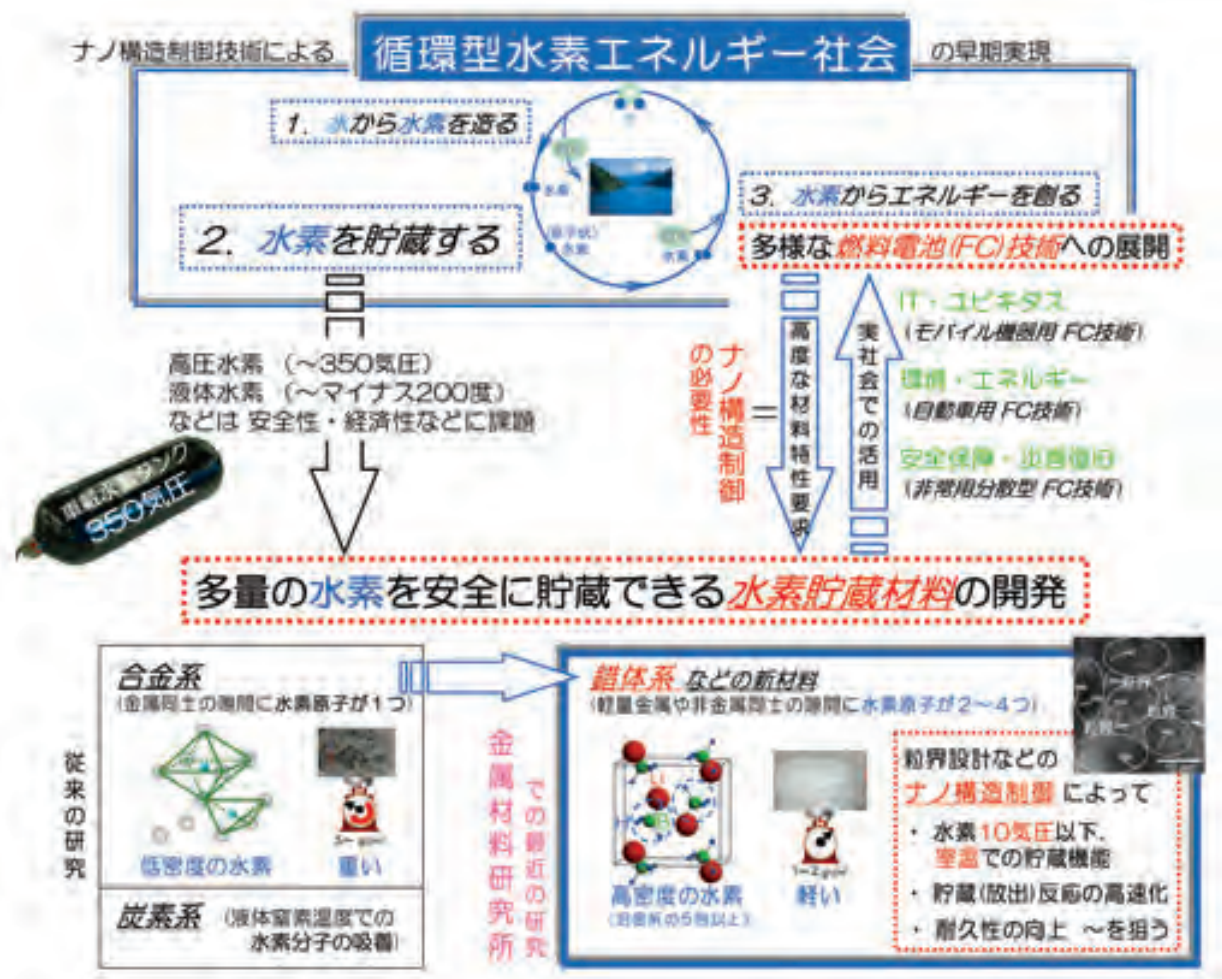 ナノ構造制御技術による 循環型水素エネルギー社会 の早期実現
1. 水から水素を造る
水素
2. 水素を貯蔵する
(原子状)
水素
水素
3. 水素からエネルギーを創る
多様な燃料電池(FC)技術への展開
高圧水素 (~350気圧)
液体水素 (~マイナス200度)
などは 安全性・経済性などに課題
車載水素タンク
350気圧
ナノ構造制御
の必要性
=
高度な材料特性要求
実社会での活用
IT・ユビキタス
(モバイル機器用 FC技術)
環境・エネルギー
(自動車用 FC技術)
安全保障・災害復旧
(非常用分散型 FC技術)
多量の水素を安全に貯蔵できる水素貯蔵材料の開発
従来の研究
合金系
(金属同士の隙間に水素原子が1つ)
低密度の水素
重い
炭素系 (液体窒素温度での
水素分子の吸着)
金属材料研究所
での最近の研究
錯体系 などの新材料
(軽量金属や非金属同士の隙間に水素原子が2~4つ)
Li
B
高密度の水素
軽い
粒界
粒界設計などの
ナノ構造制御 によって
・ 水素10気圧以下、
室温での貯蔵機能
・ 貯蔵(放出)反応の高速化
・ 耐久性の向上 ~を狙う